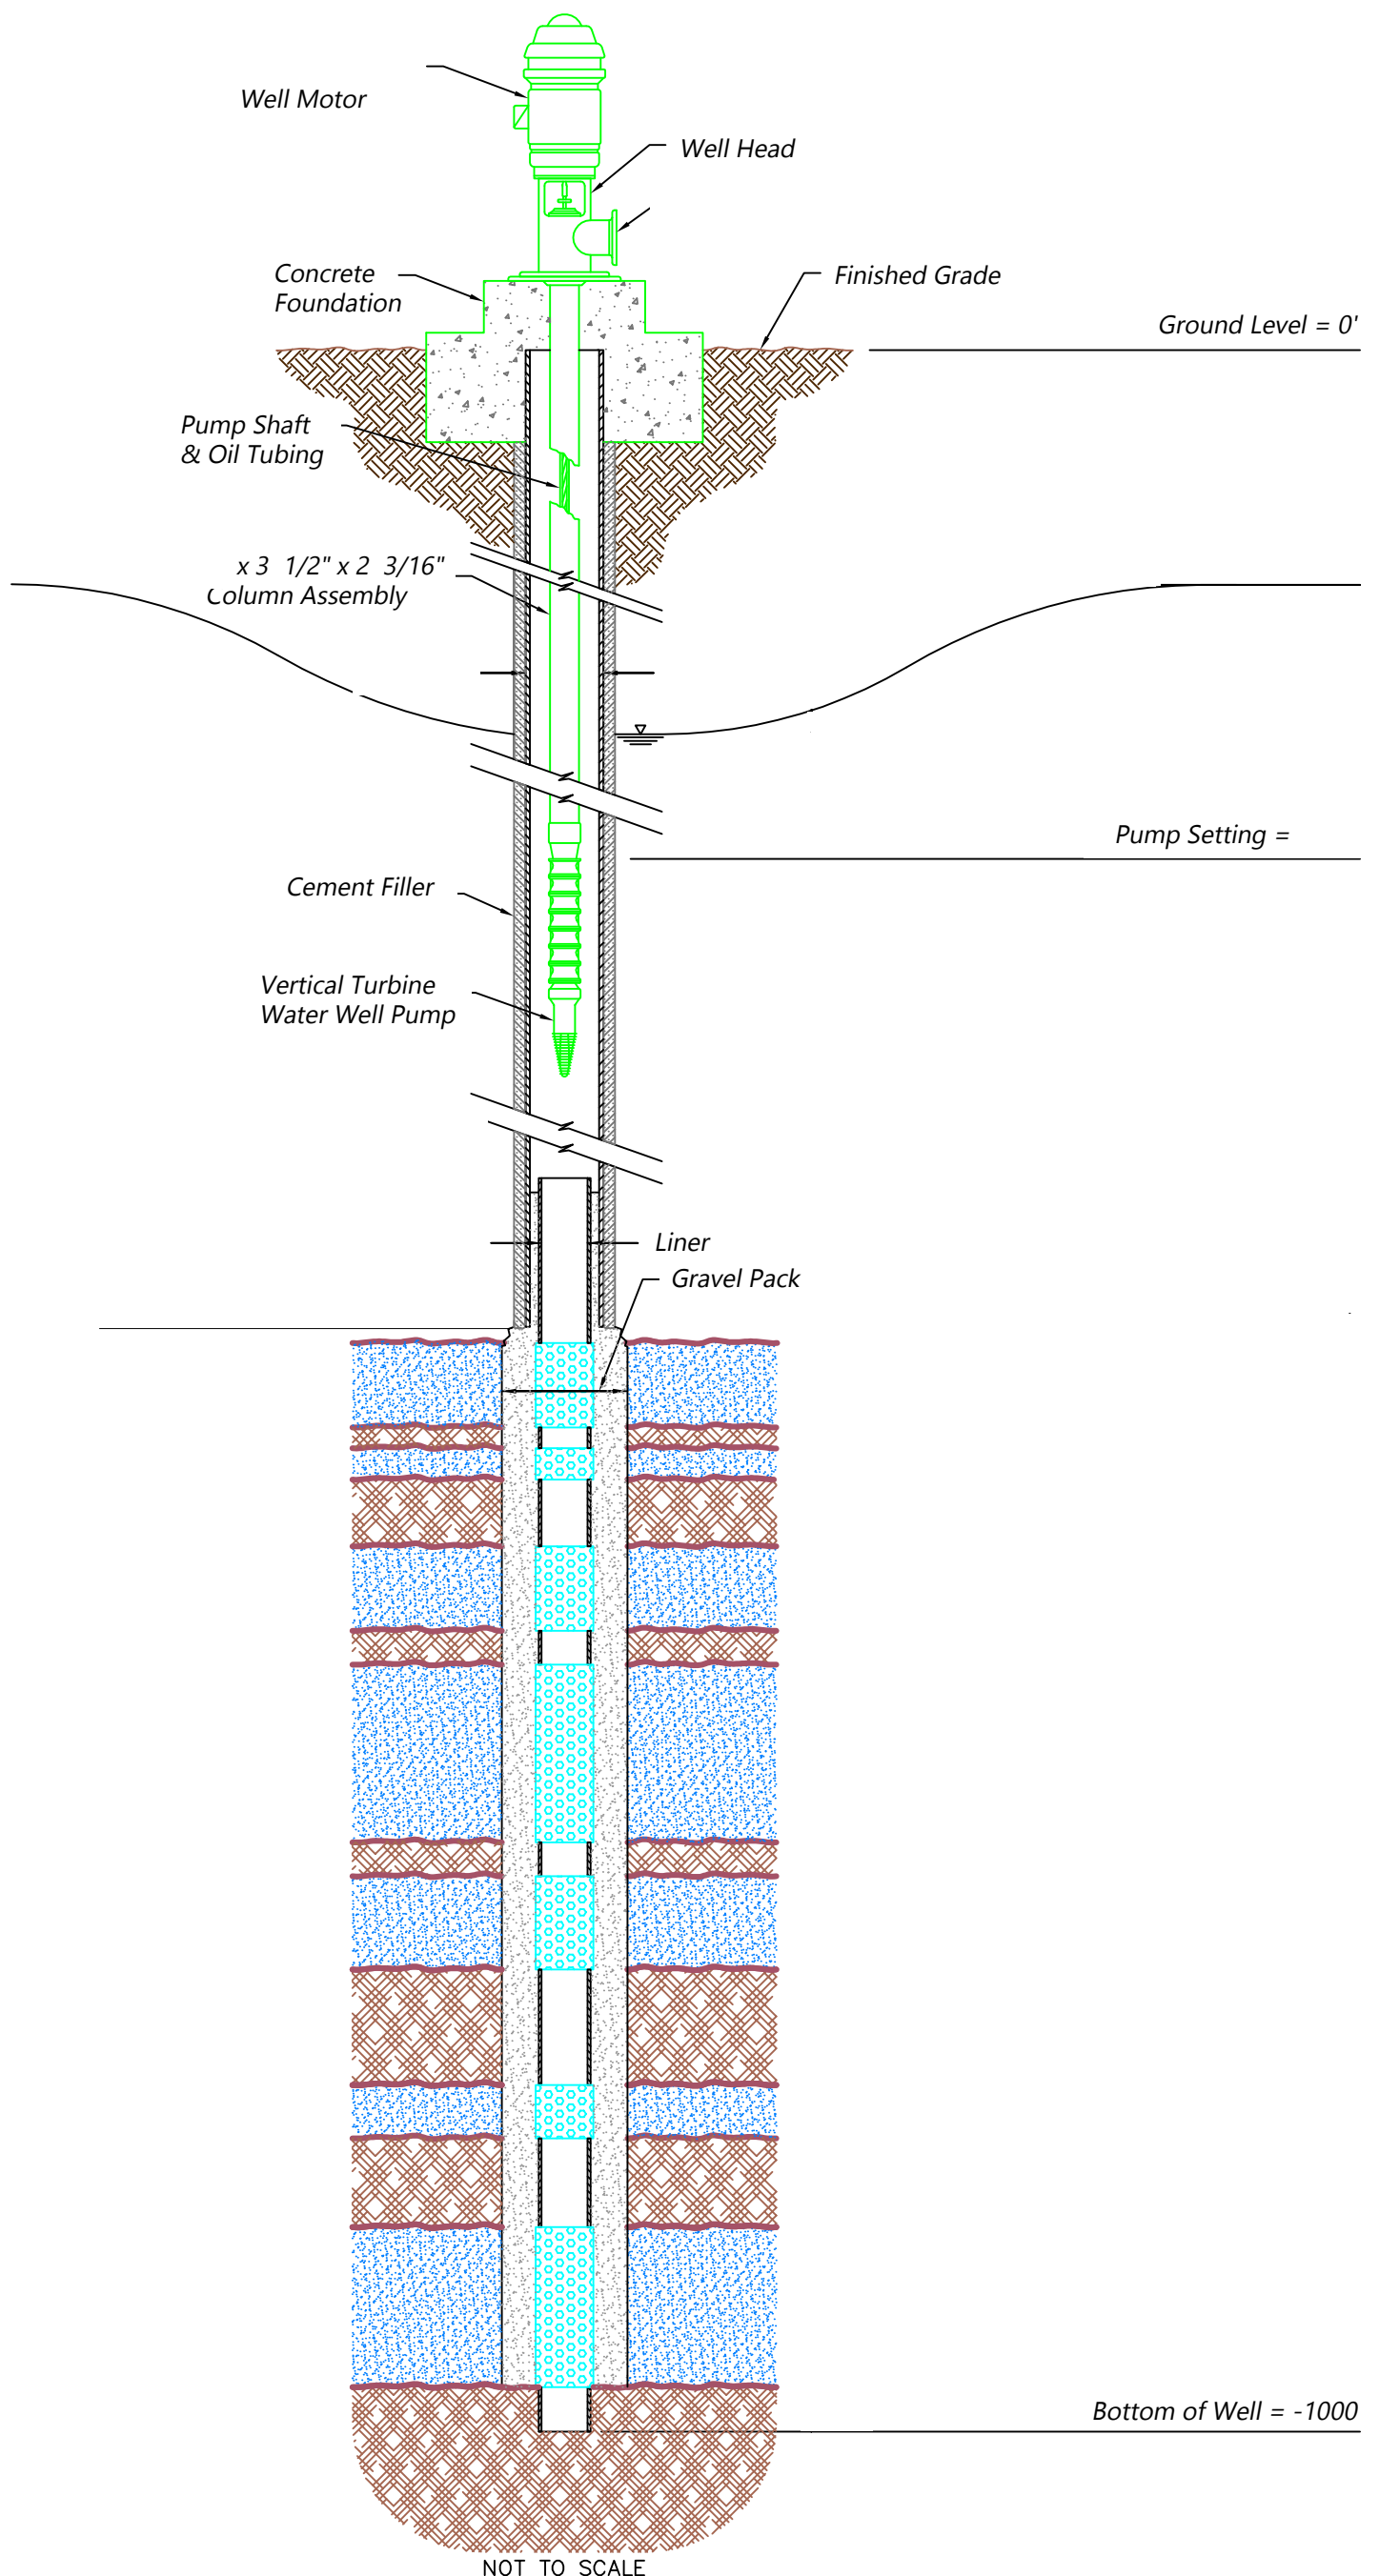 Well Motor
Well Head
Concrete
Foundation
Finished Grade
Ground Level = 0'
Pump Shaft
& Oil Tubing
x 3 1/2" x 2 3/16"
Column Assembly
Pump Setting =
Cement Filler
Vertical Turbine
Water Well Pump
Liner
Gravel Pack
Bottom of Well = -1000
NOT TO SCALE